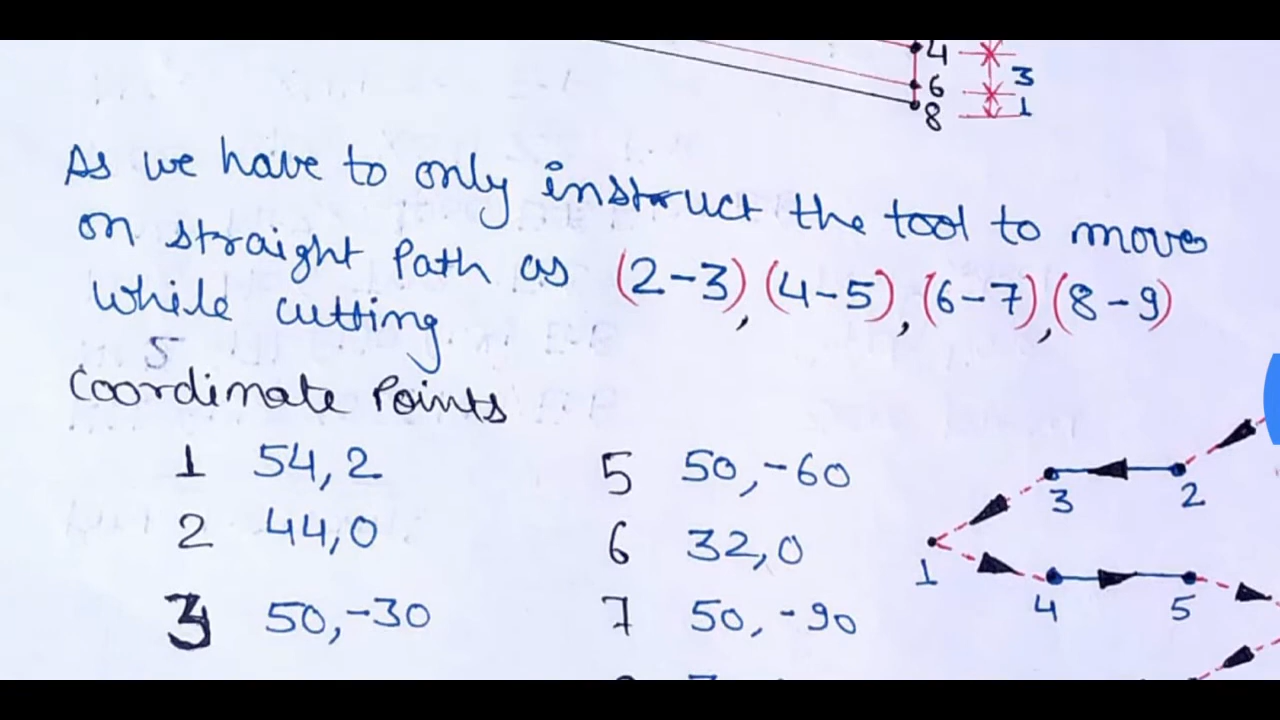 4
3
6
1
8
As we have to only instruct the tool to move
on straight Path as (2-3), (4-5), (6-7), (8-9)
while cutting
5
Coordinate Points
1 54,2 5 50,-60
2 44,0 6 32,0
3 50,-30 7 50,-90
3 2
1
4 5